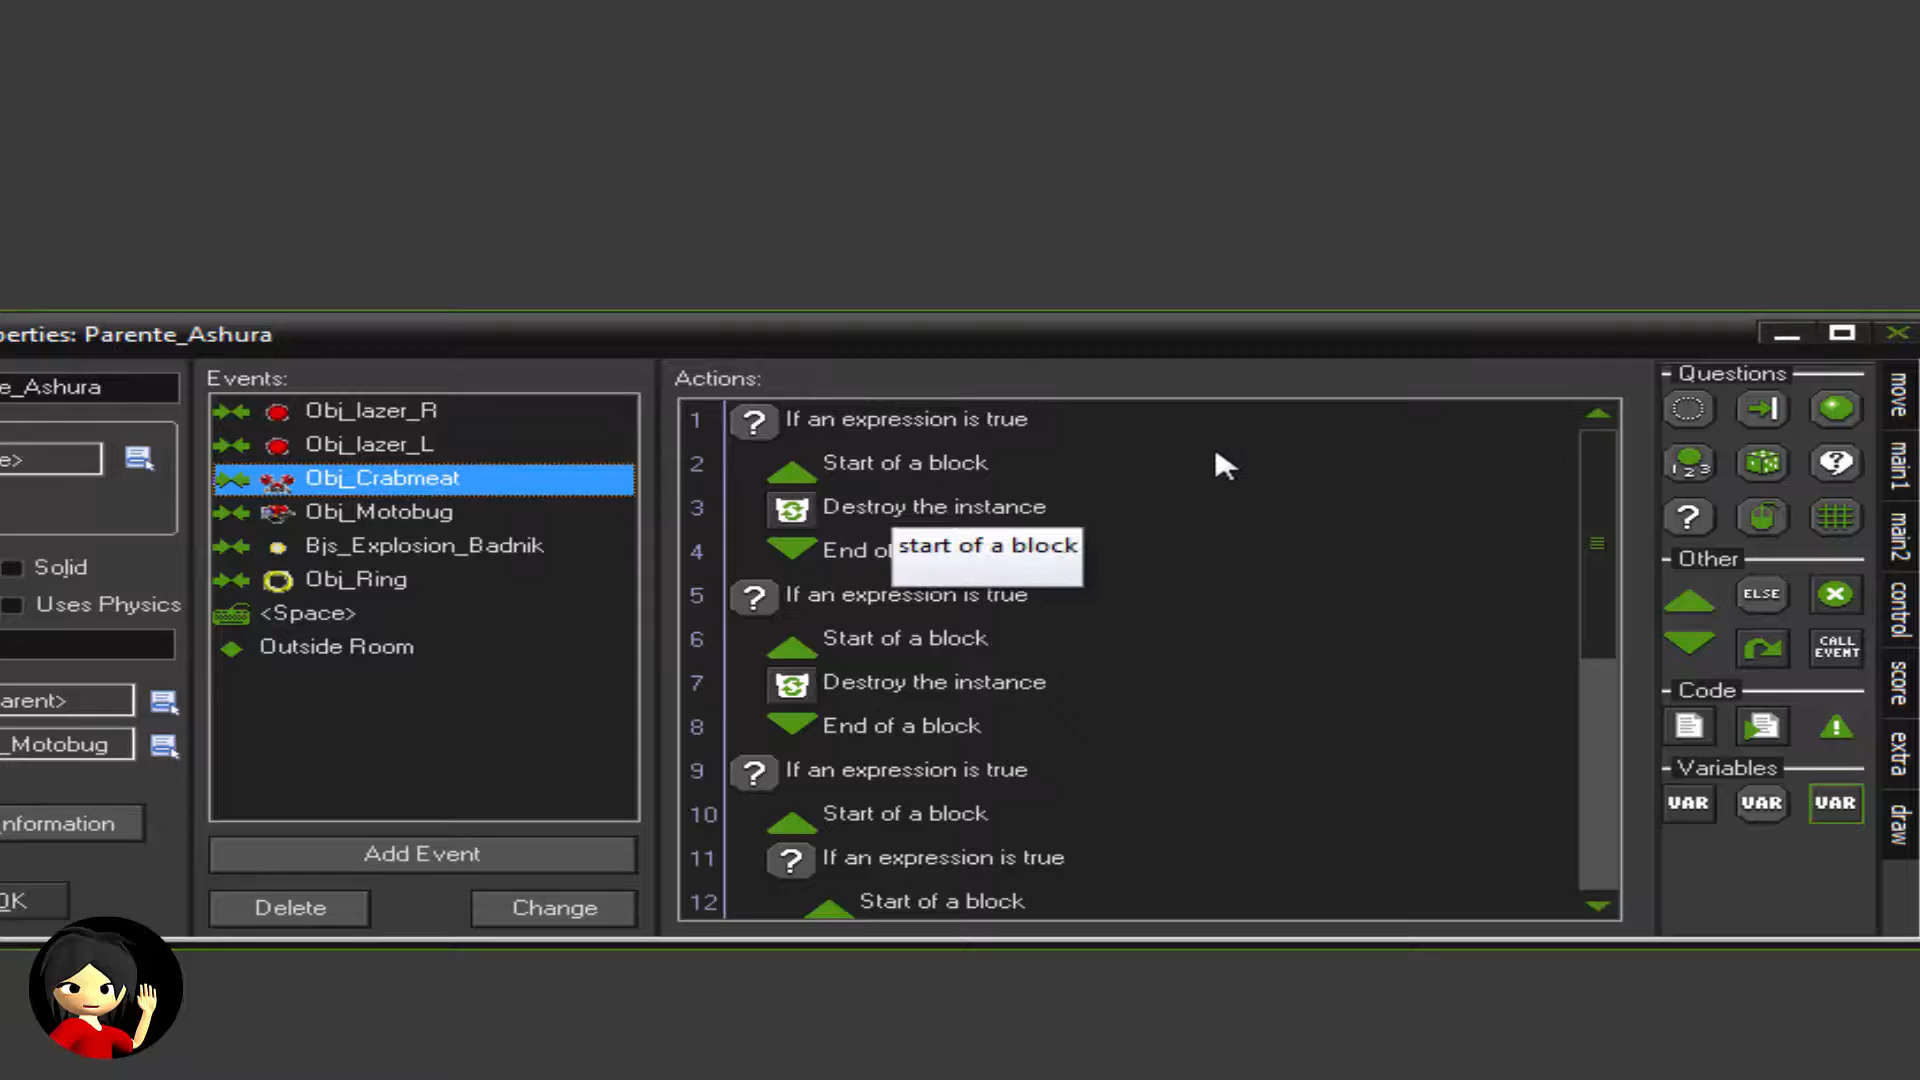 perties: Parente_Ashura
e_Ashura
e>
Solid
Uses Physics
arent>
_Motobug
nformation
OK
Events:
Obj_lazer_R
Obj_lazer_L
Obj_Crabmeat
Obj_Motobug
Bjs_Explosion_Badnik
Obj_Ring
<Space>
Outside Room
Add Event
Delete
Change
Actions:
1 If an expression is true
2 Start of a block
3 Destroy the instance
4 End of
start of a block
5 If an expression is true
6 Start of a block
7 Destroy the instance
8 End of a block
9 If an expression is true
10 Start of a block
11 If an expression is true
12 Start of a block
Questions
1 2 3
Other
ELSE
CALL
EVENT
Code
Variables
VAR VAR VAR
move
main1
main2
control
score
extra
draw